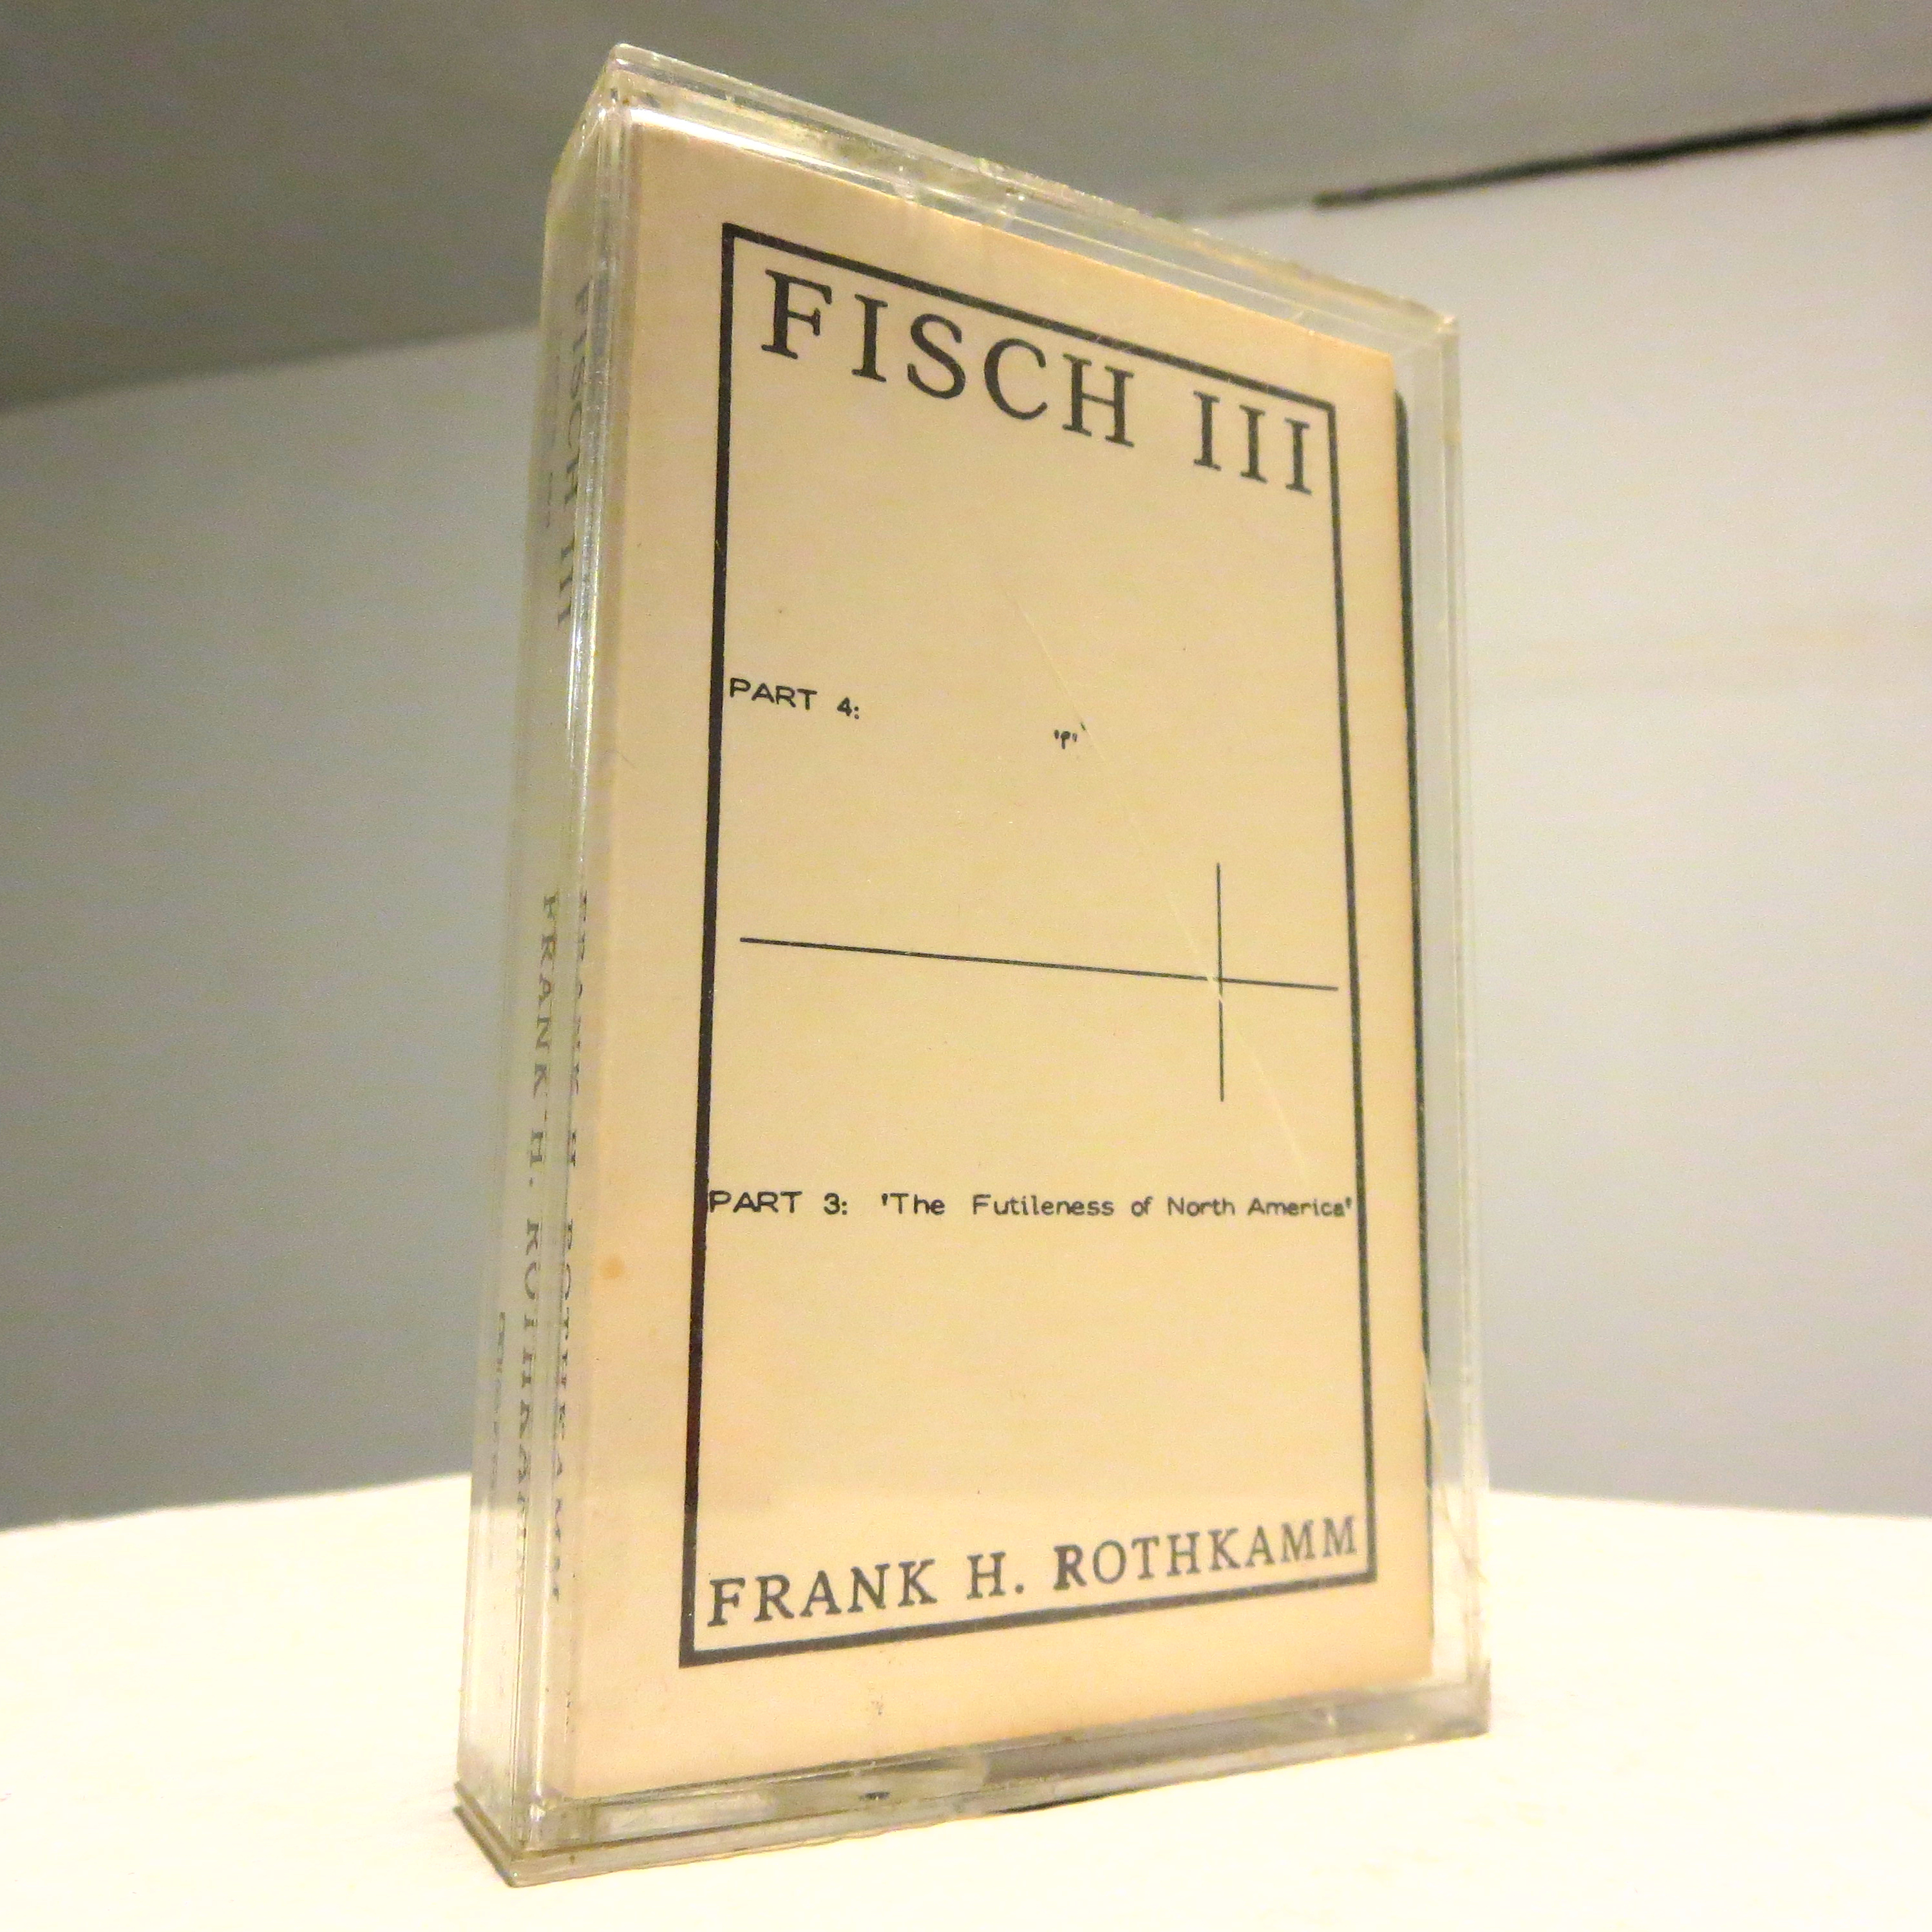 FISCH III
PART 4:
'P'
PART 3: 'The Futileness of North America'
FRANK H. ROTHKAMM
FISCH III
FRANK H. ROTHKAMM